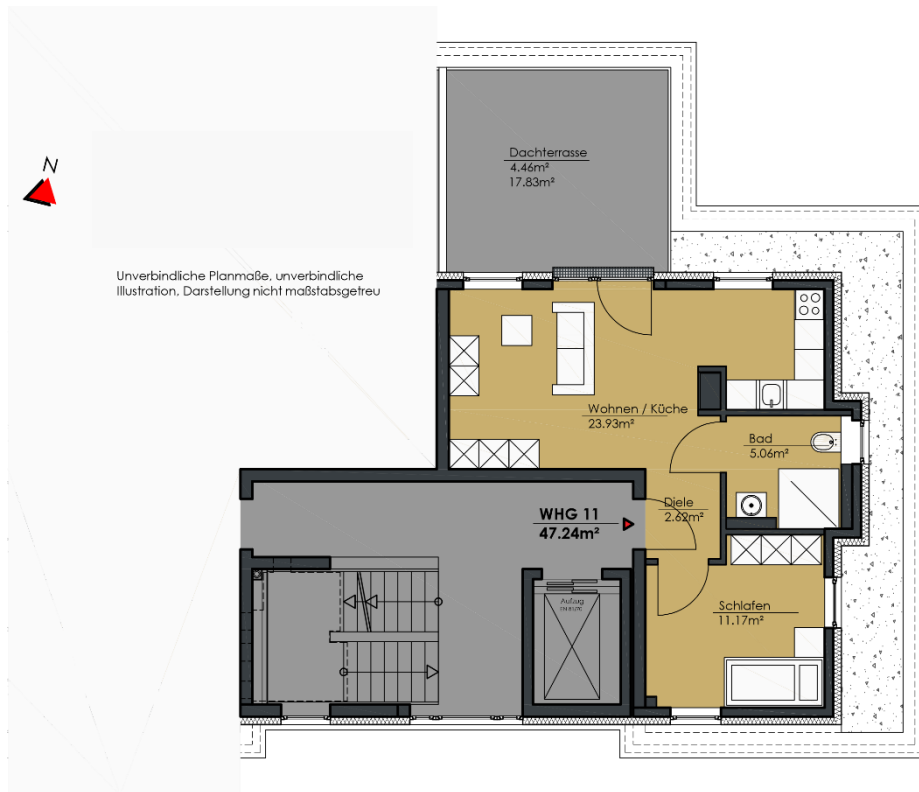 N
Dachterrasse
4.46m²
17.83m²
Unverbindliche Planmaße, unverbindliche
Illustration, Darstellung nicht maßstabsgetreu
Wohnen / Küche
23.93m²
Bad
5.06m²
WHG 11
47.24m²
Diele
2.62m²
Aufzug
Schlafen
11.17m²